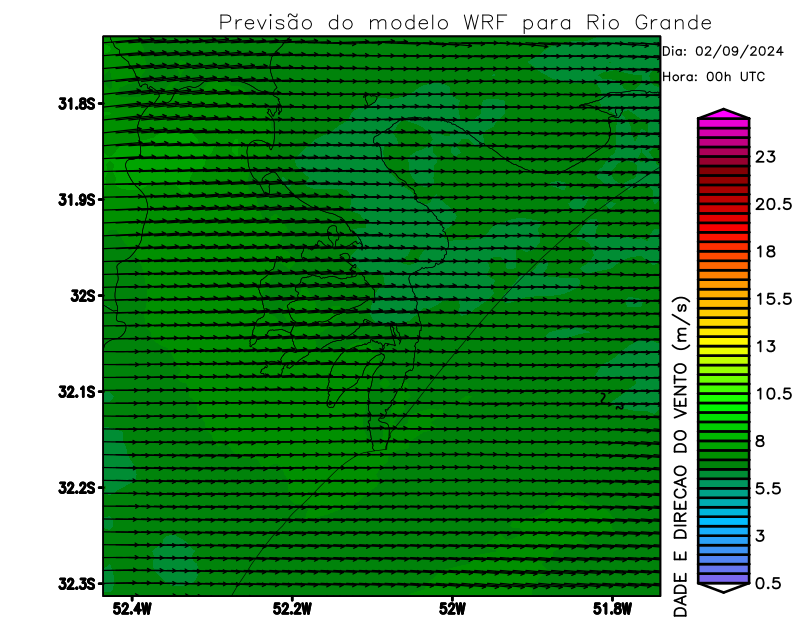 Previsão do modelo WRF para Rio Grande
Dia: 02/09/2024
Hora: 00h UTC
31.8S
31.9S
32S
32.1S
32.2S
32.3S
52.4W
52.2W
52W
51.8W
23
20.5
18
15.5
13
10.5
8
5.5
3
0.5
DADE E DIRECAO DO VENTO (m/s)